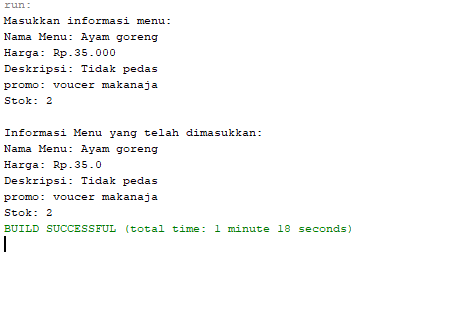 run:
Masukkan informasi menu:
Nama Menu: Ayam goreng
Harga: Rp.35.000
Deskripsi: Tidak pedas
promo: voucer makanaja
Stok: 2
Informasi Menu yang telah dimasukkan:
Nama Menu: Ayam goreng
Harga: Rp.35.0
Deskripsi: Tidak pedas
promo: voucer makanaja
Stok: 2
BUILD SUCCESSFUL (total time: 1 minute 18 seconds)